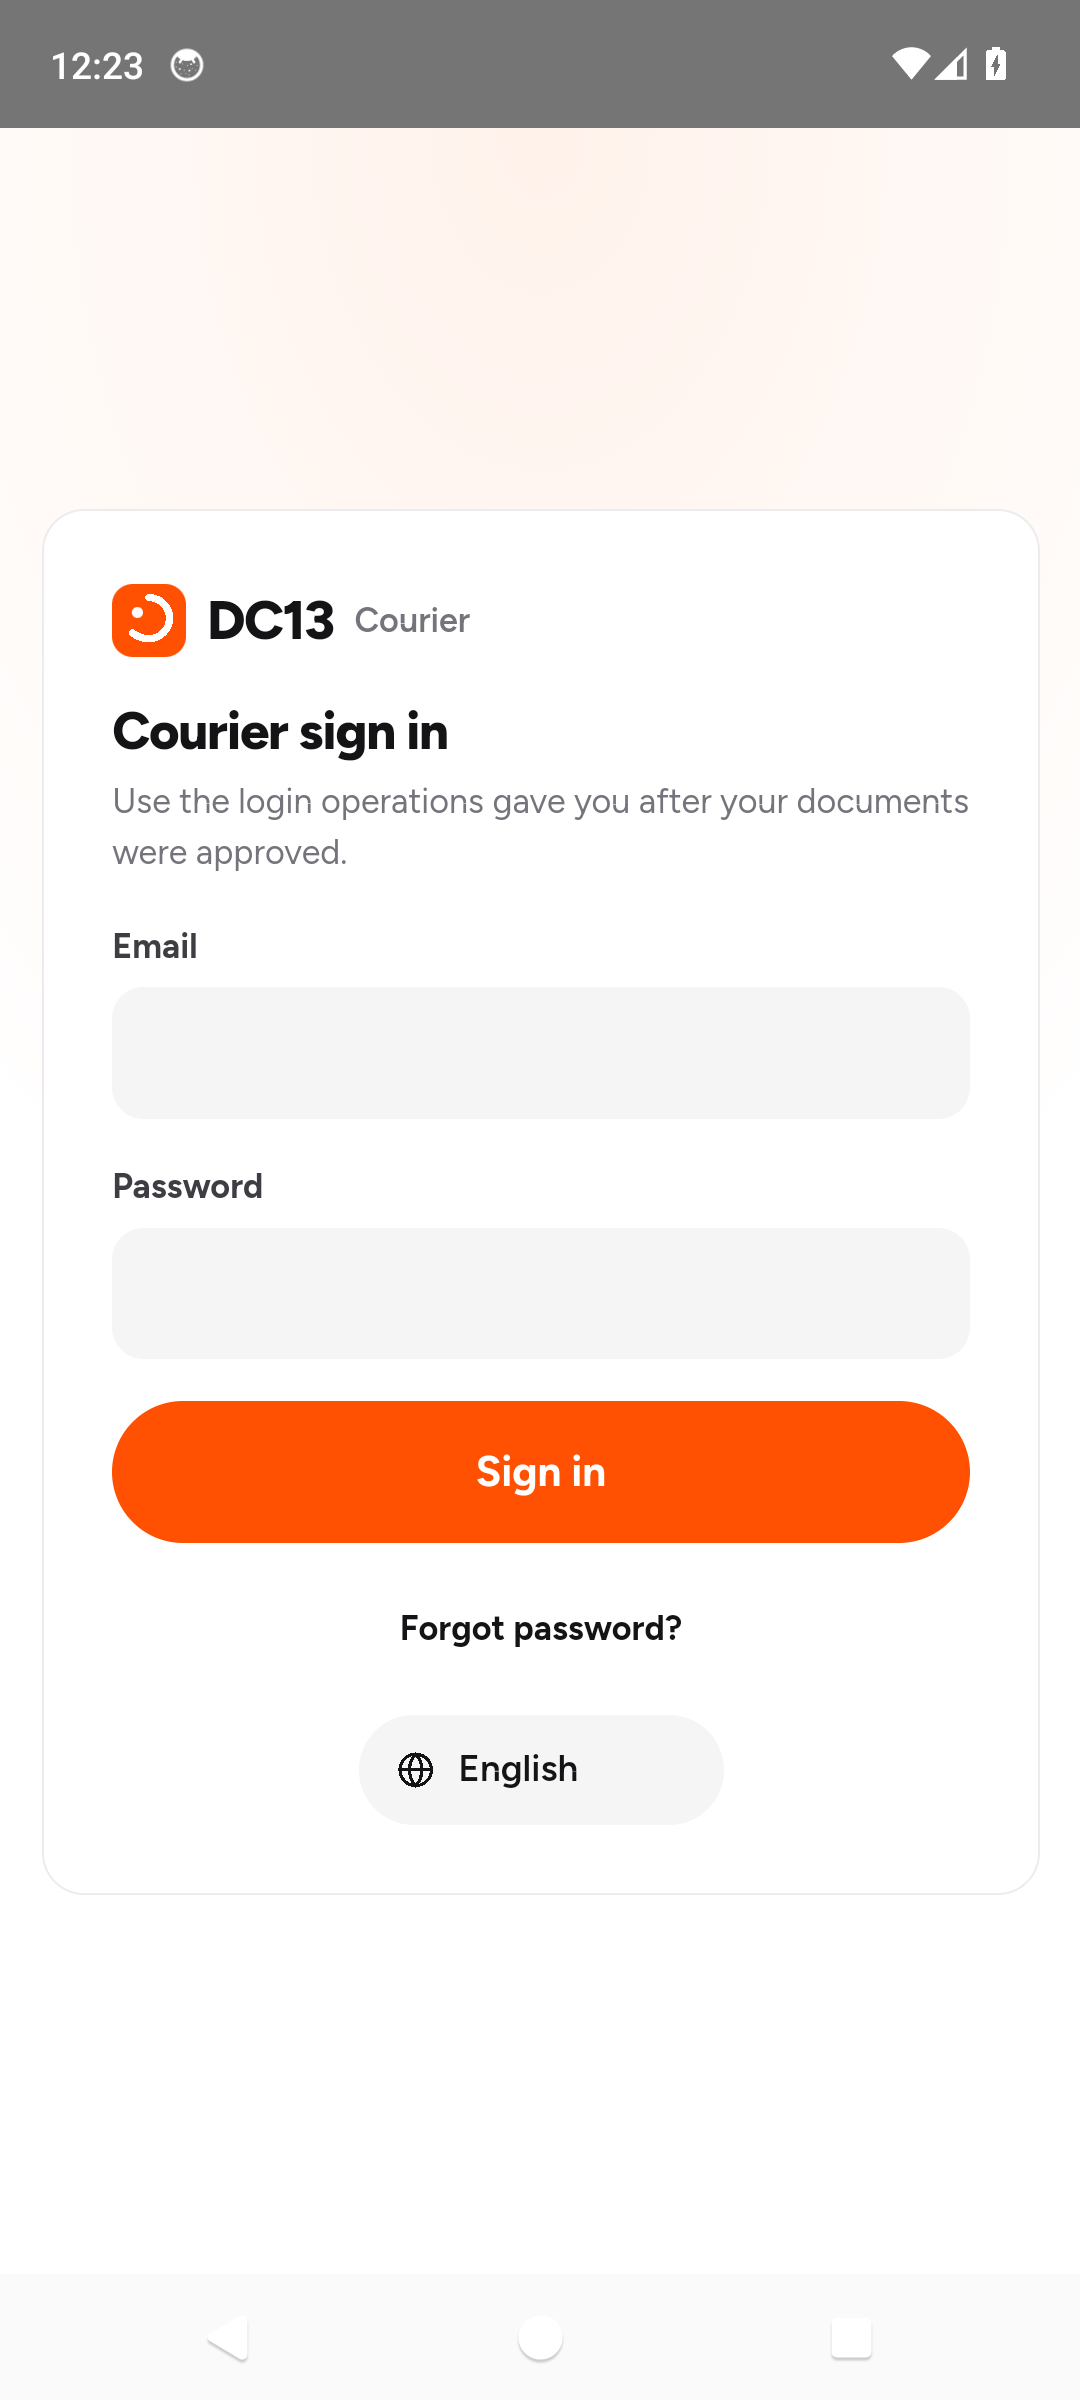 12:23
DC13 Courier
Courier sign in
Use the login operations gave you after your documents
were approved.
Email
Password
Sign in
Forgot password?
English